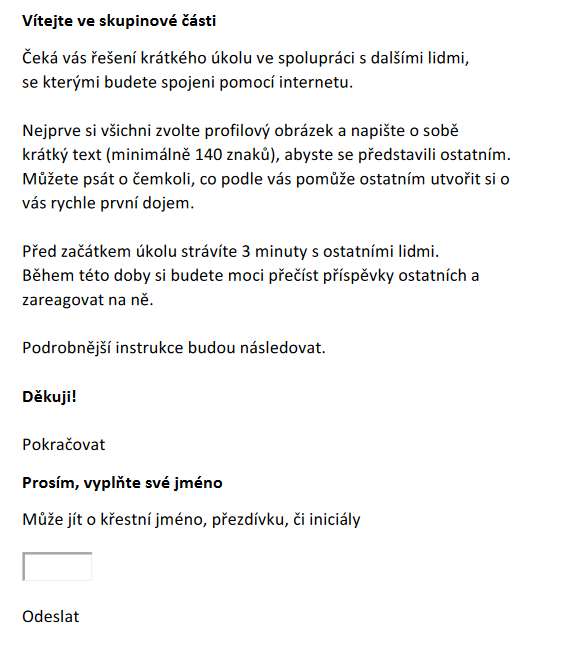 Vítejte ve skupinové části
Čeká vás řešení krátkého úkolu ve spolupráci s dalšími lidmi,
se kterými budete spojeni pomocí internetu.
Nejprve si všichni zvolte profilový obrázek a napište o sobě
krátký text (minimálně 140 znaků), abyste se představili ostatním.
Můžete psát o čemkoli, co podle vás pomůže ostatním utvořit si o
vás rychle první dojem.
Před začátkem úkolu strávíte 3 minuty s ostatními lidmi.
Během této doby si budete moci přečíst příspěvky ostatních a
zareagovat na ně.
Podrobnější instrukce budou následovat.
Děkuji!
Pokračovat
Prosím, vyplňte své jméno
Může jít o křestní jméno, přezdívku, či iniciály
Odeslat